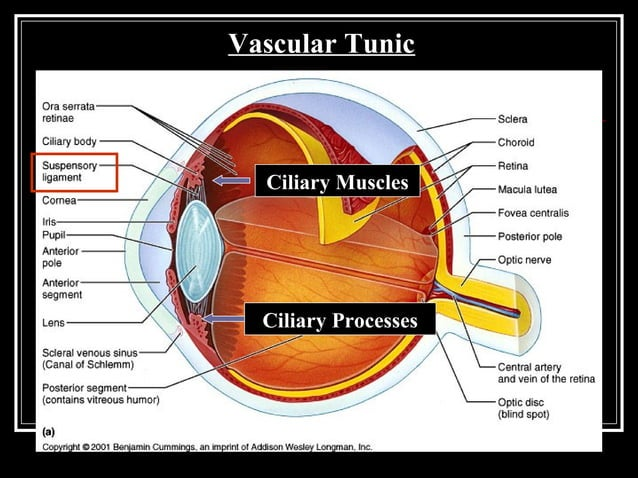 Vascular Tunic
Ora serrata
retinae
Ciliary body
Suspensory
ligament
Cornea
Iris
Pupil
Anterior
pole
Anterior
segment
Lens
Scleral venous sinus
(Canal of Schlemm)
Posterior segment
(contains vitreous humor)
Ciliary Muscles
Ciliary Processes
Sclera
Choroid
Retina
Macula lutea
Fovea centralis
Posterior pole
Optic nerve
Central artery
and vein of the retina
Optic disc
(blind spot)
(a)
Copyright © 2001 Benjamin Cummings, an imprint of Addison Wesley Longman, Inc.